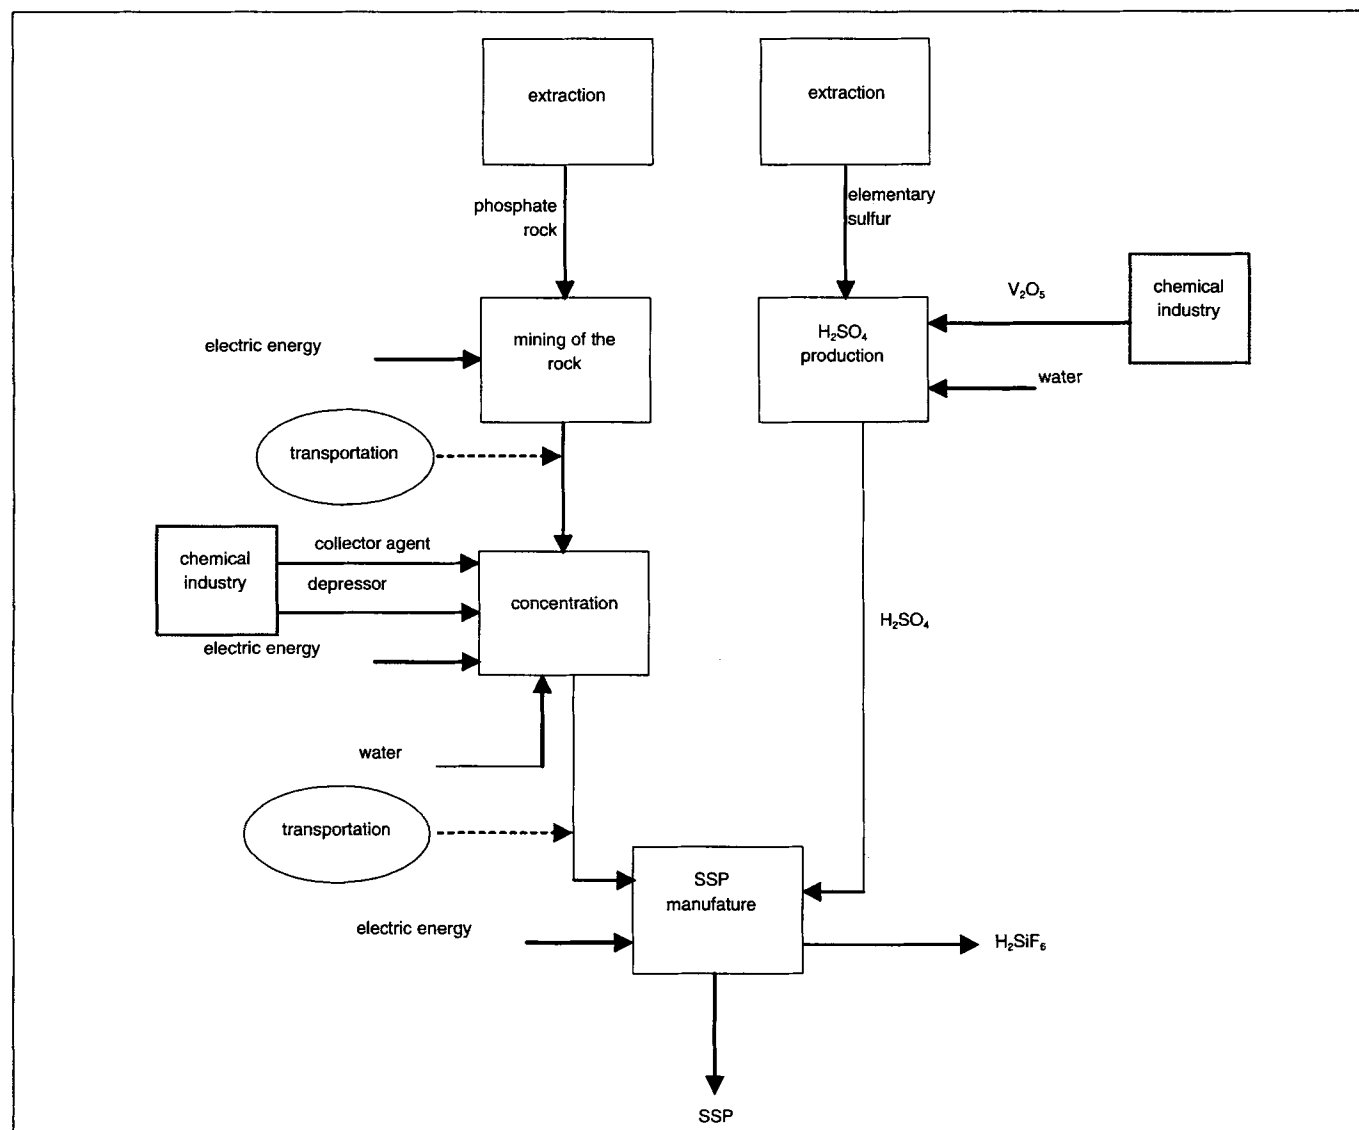 extraction
extraction
phosphate
rock
elementary
sulfur
V₂O₅
chemical
industry
electric energy
mining of the
rock
H₂SO₄
production
water
transportation
chemical
industry
collector agent
depressor
concentration
H₂SO₄
electric energy
water
transportation
SSP
manufature
electric energy
H₂SiF₆
SSP